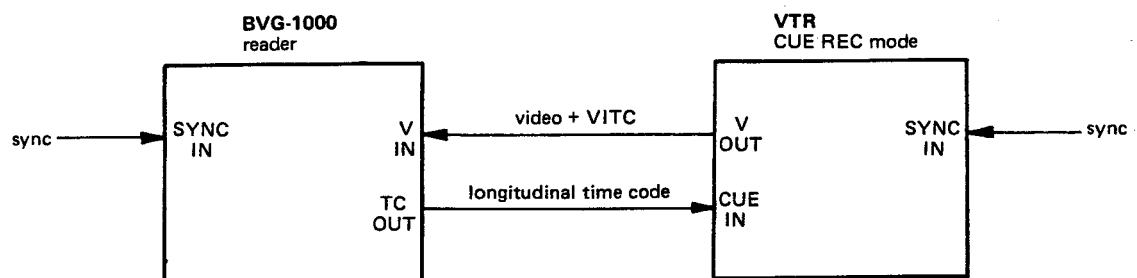 BVG-1000
reader
VTR
CUE REC mode
sync
SYNC
IN
V
IN
video + VITC
V
OUT
SYNC
IN
sync
TC
OUT
longitudinal time code
CUE
IN